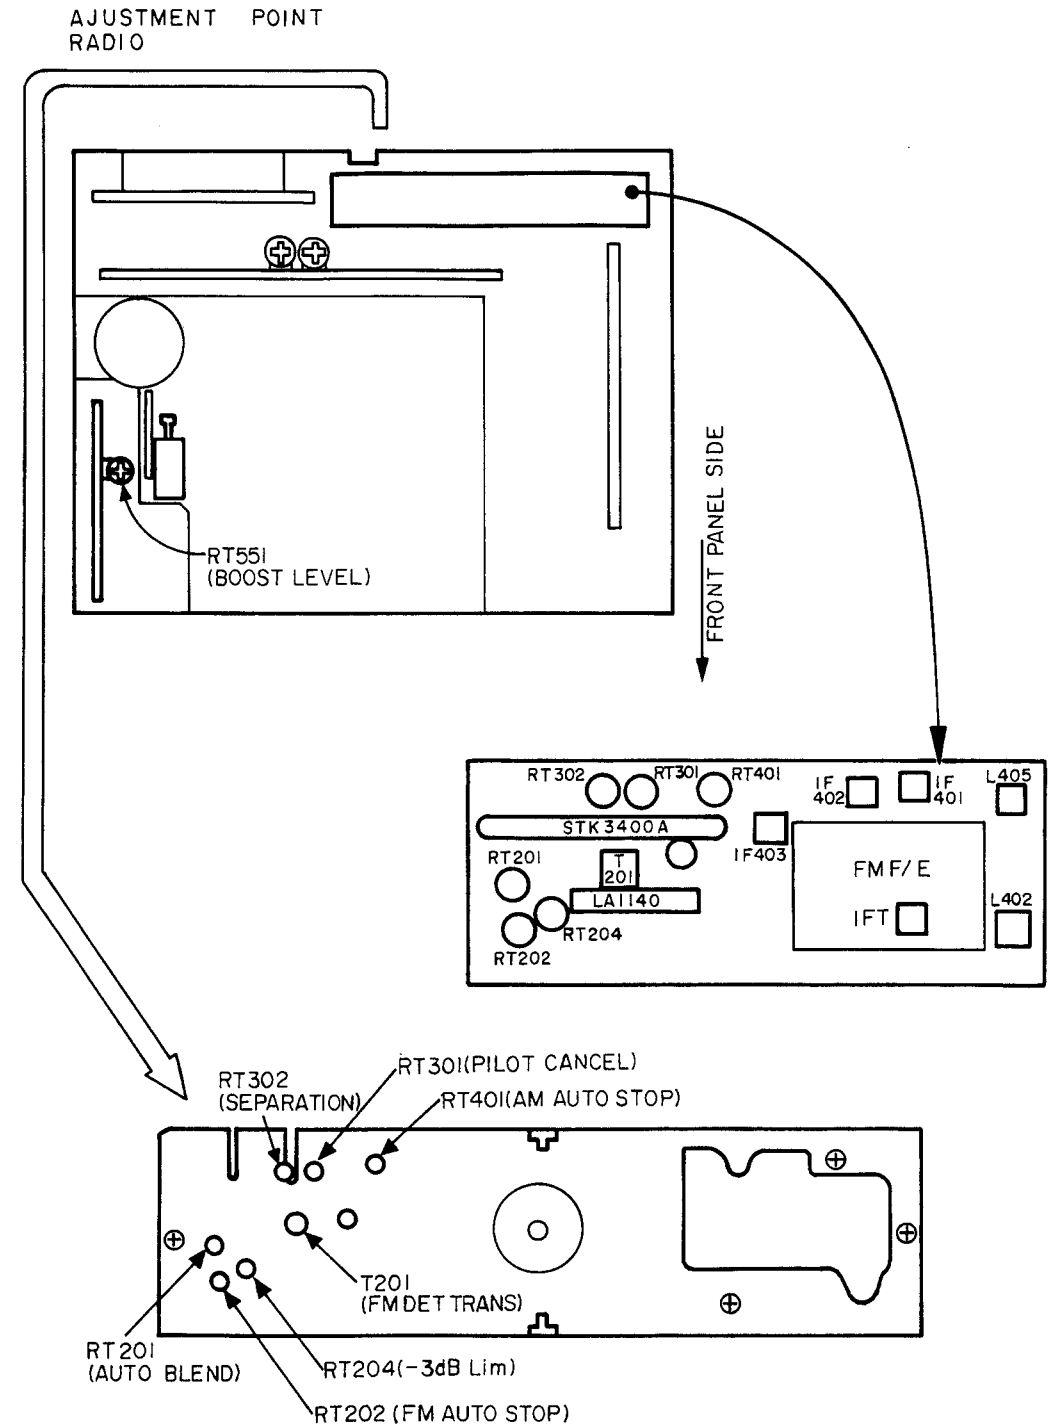 AJUSTMENT POINT
RADIO
RT551
(BOOST LEVEL)
FRONT PANEL SIDE
RT302
RT301
RT401
IF
402
IF
401
L405
STK3400A
IF403
RT201
T
201
LA1140
FM F/E
IFT
L402
RT204
RT202
RT301(PILOT CANCEL)
RT302
(SEPARATION)
RT401(AM AUTO STOP)
T201
(FM DET TRANS)
RT201
(AUTO BLEND)
RT204(-3dB Lim)
RT202 (FM AUTO STOP)